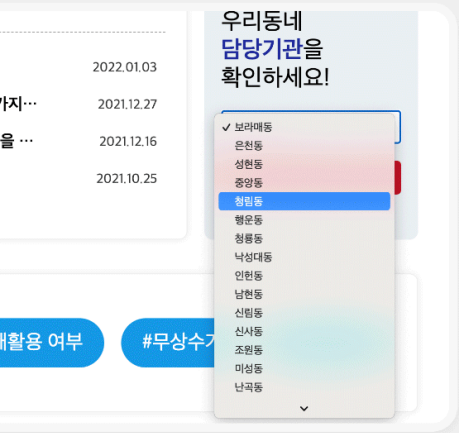 2022.01.03
가지…
2021.12.27
을 …
2021.12.16
2021.10.25
우리동네
담당기관을
확인하세요!
✓ 보라매동
은천동
성현동
중앙동
청림동
행운동
청룡동
낙성대동
인헌동
남현동
신림동
신사동
조원동
미성동
난곡동
활용 여부
#무상수